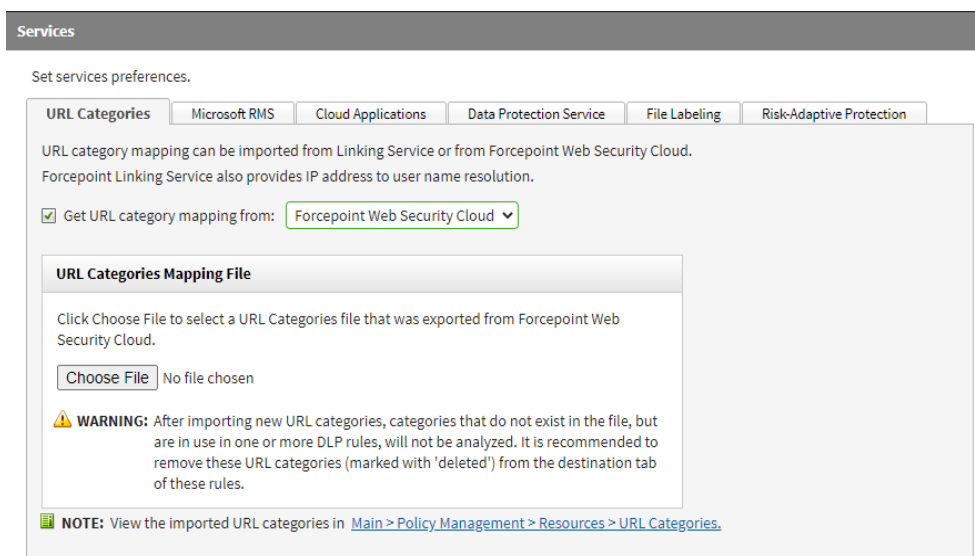 Services
Set services preferences.
URL Categories Microsoft RMS Cloud Applications Data Protection Service File Labeling Risk-Adaptive Protection
URL category mapping can be imported from Linking Service or from Forcepoint Web Security Cloud.
Forcepoint Linking Service also provides IP address to user name resolution.
Get URL category mapping from: Forcepoint Web Security Cloud
URL Categories Mapping File
Click Choose File to select a URL Categories file that was exported from Forcepoint Web
Security Cloud.
Choose File No file chosen
WARNING: After importing new URL categories, categories that do not exist in the file, but
are in use in one or more DLP rules, will not be analyzed. It is recommended to
remove these URL categories (marked with 'deleted') from the destination tab
of these rules.
NOTE: View the imported URL categories in Main > Policy Management > Resources > URL Categories.